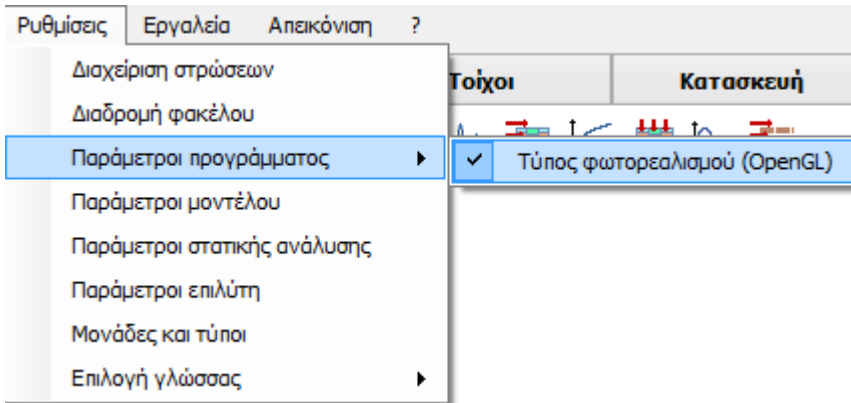 Ρυθμίσεις Εργαλεία Απεικόνιση ?
Διαχείριση στρώσεων
Τοίχοι Κατασκευή
Διαδρομή φακέλου
Παράμετροι προγράμματος
Τύπος φωτορεαλισμού (OpenGL)
Παράμετροι μοντέλου
Παράμετροι στατικής ανάλυσης
Παράμετροι επιλύτη
Μονάδες και τύποι
Επιλογή γλώσσας